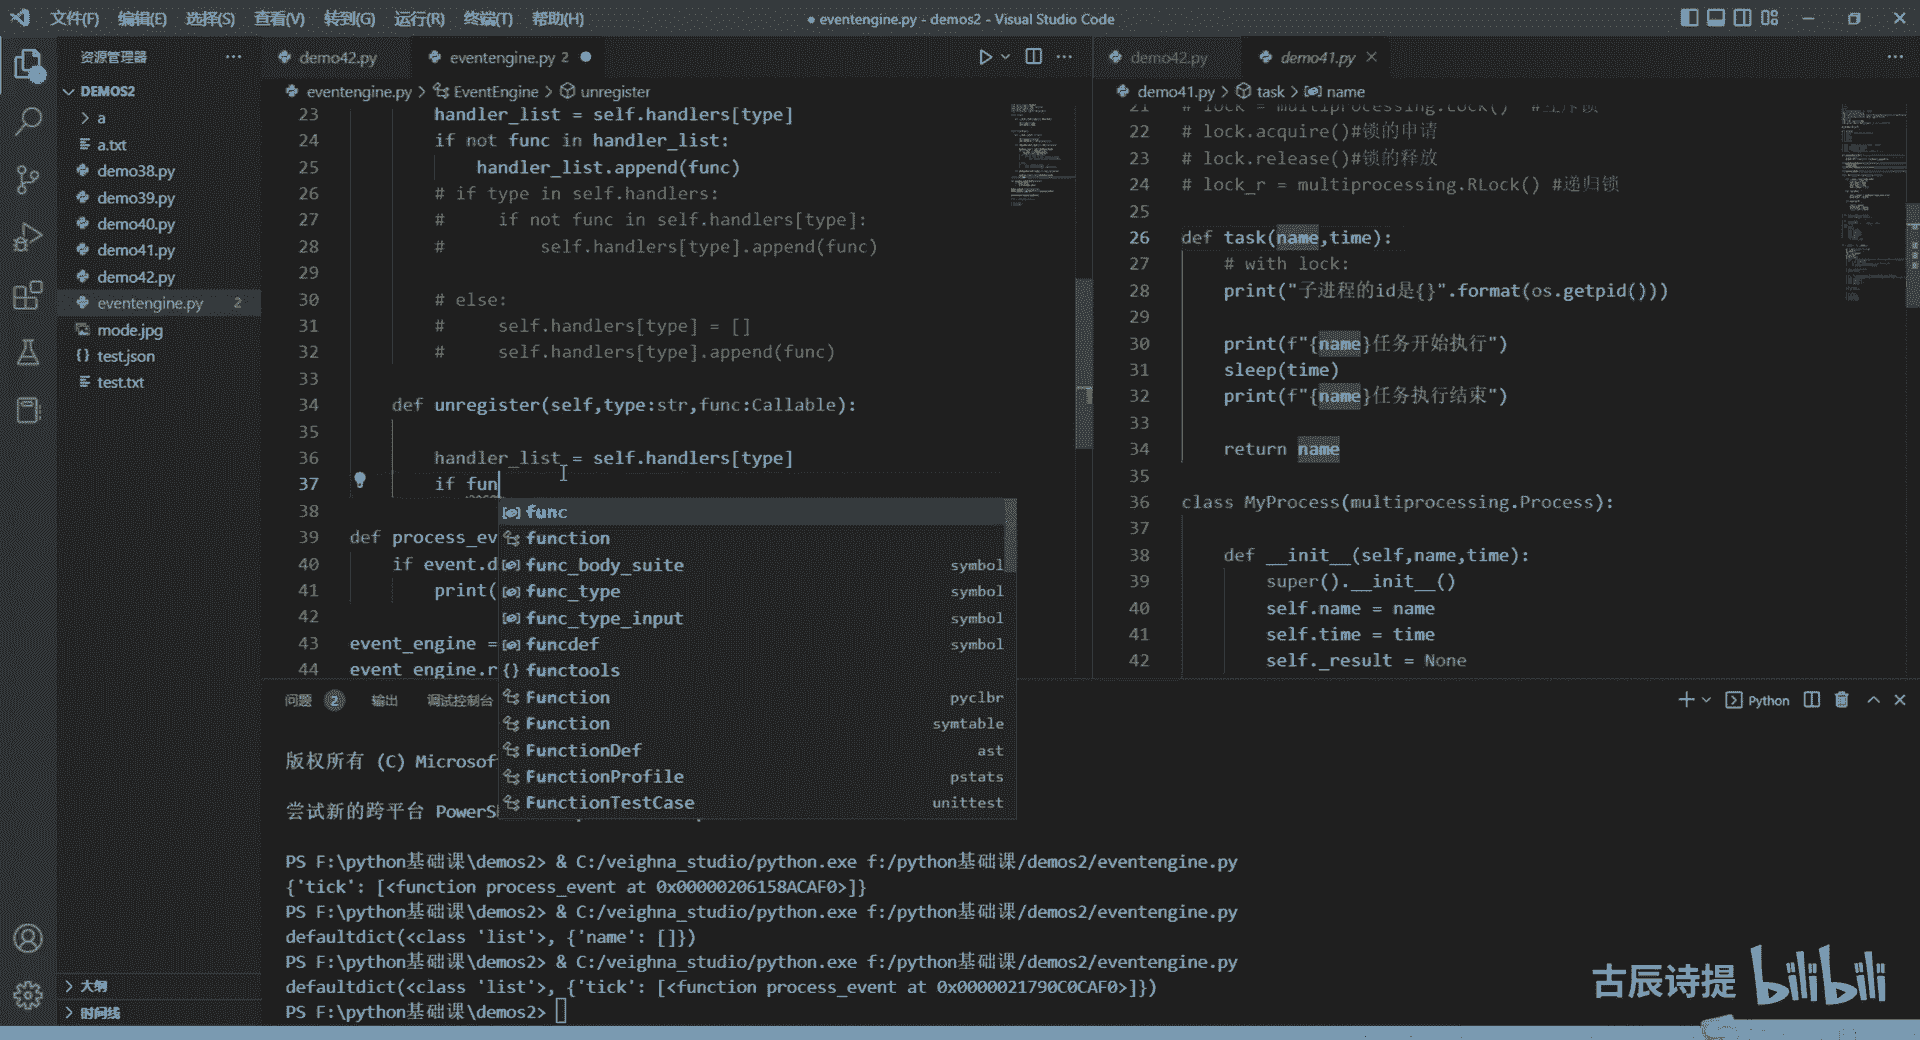 文件(F) 编辑(E) 选择(S) 查看(V) 转到(G) 运行(R) 终端(T) 帮助(H)
● eventengine.py - demos2 - Visual Studio Code
资源管理器
DEMOS2
a
a.txt
demo38.py
demo39.py
demo40.py
demo41.py
demo42.py
eventengine.py 2
mode.jpg
test.json
test.txt
大纲
时间线
demo42.py eventengine.py 2
eventengine.py > EventEngine > unregister
23 handler_list = self.handlers[type]
24 if not func in handler_list:
25 handler_list.append(func)
26 # if type in self.handlers:
27 # if not func in self.handlers[type]:
28 # self.handlers[type].append(func)
29
30 # else:
31 # self.handlers[type] = []
32 # self.handlers[type].append(func)
33
34 def unregister(self,type:str,func:Callable):
35
36 handler_list = self.handlers[type]
37 if fun
38
39 def process_ev
40 if event.d
41 print(
42
43 event_engine =
44 event_engine.r
func
function
func_body_suite symbol
func_type symbol
func_type_input symbol
funcdef symbol
functools
Function pyclbr
Function symtable
FunctionDef ast
FunctionProfile pstats
FunctionTestCase unittest
demo42.py demo41.py
demo41.py > task > name
21 # lock = multiprocessing.Lock() #互斥锁
22 # lock.acquire()#锁的申请
23 # lock.release()#锁的释放
24 # lock_r = multiprocessing.RLock() #递归锁
25
26 def task(name,time):
27 # with lock:
28 print("子进程的id是{}".format(os.getpid()))
29
30 print(f"{name}任务开始执行")
31 sleep(time)
32 print(f"{name}任务执行结束")
33
34 return name
35
36 class MyProcess(multiprocessing.Process):
37
38 def __init__(self,name,time):
39 super().__init__()
40 self.name = name
41 self.time = time
42 self._result = None
问题 2 输出 调试控制台
Python
版权所有 (C) Microsof
尝试新的跨平台 PowerS
PS F:\python基础课\demos2> & C:/veighna_studio/python.exe f:/python基础课/demos2/eventengine.py
{'tick': [<function process_event at 0x00000206158ACAF0>]}
PS F:\python基础课\demos2> & C:/veighna_studio/python.exe f:/python基础课/demos2/eventengine.py
defaultdict(<class 'list'>, {'name': []})
PS F:\python基础课\demos2> & C:/veighna_studio/python.exe f:/python基础课/demos2/eventengine.py
defaultdict(<class 'list'>, {'tick': [<function process_event at 0x0000021790C0CAF0>]})
PS F:\python基础课\demos2>
古辰诗提 bilibili